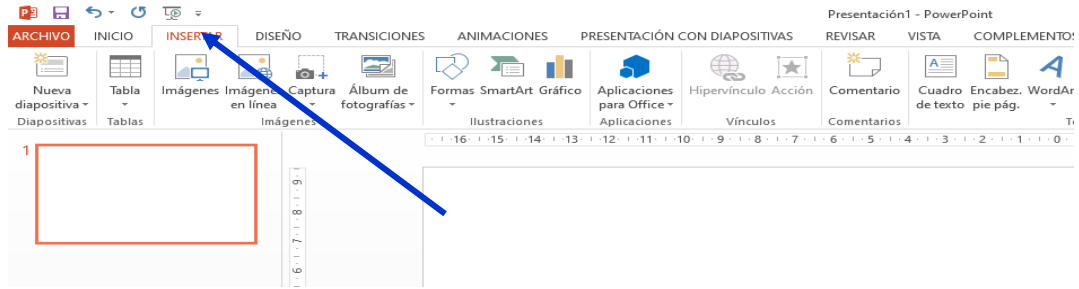 Presentación1 - PowerPoint
ARCHIVO INICIO INSERTAR DISEÑO TRANSICIONES ANIMACIONES PRESENTACIÓN CON DIAPOSITIVAS REVISAR VISTA COMPLEMENTOS
Nueva Tabla Imágenes Imágenes Captura Álbum de Formas SmartArt Gráfico Aplicaciones Hipervínculo Acción Comentario Cuadro Encabez. WordAr
diapositiva en línea fotografías para Office de texto pie pág.
Diapositivas Tablas Imágenes Ilustraciones Aplicaciones Vínculos Comentarios Te
16 15 14 13 12 11 10 9 8 7 6 5 4 3 2 1 0
1
9
8
7
6